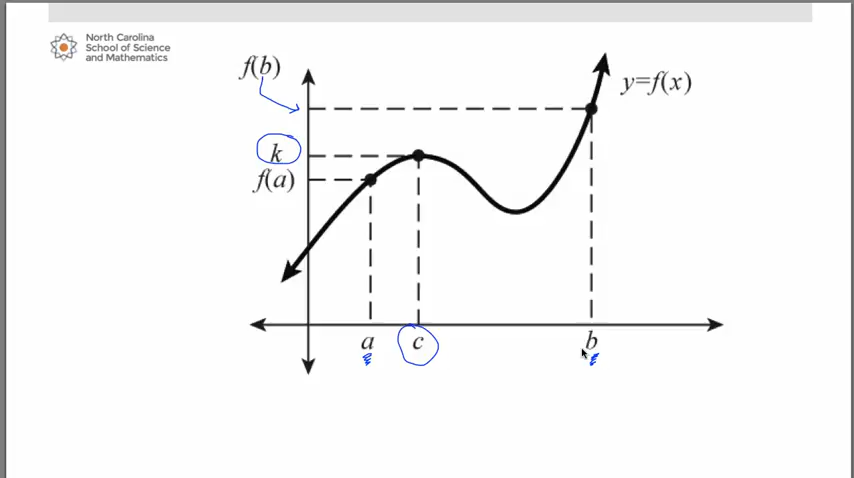 North Carolina
School of Science
and Mathematics
f(b)
y=f(x)
k
f(a)
a
c
b